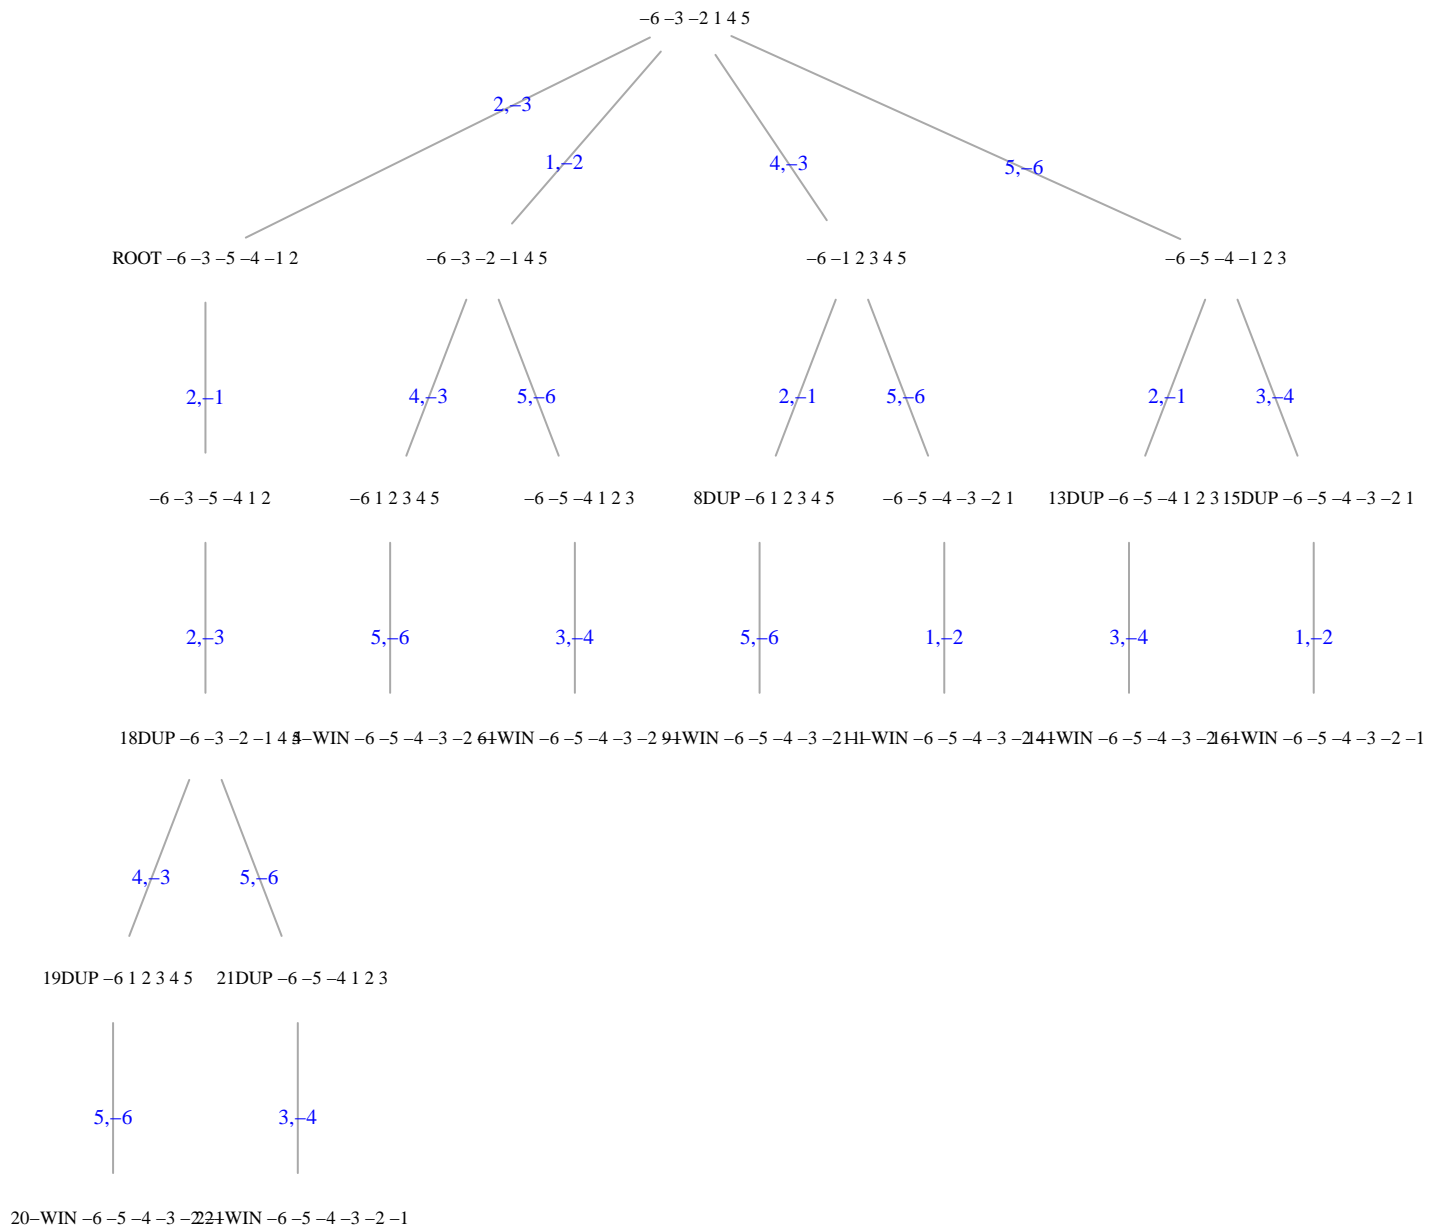 −6 −3 −2 1 4 5
2,−3
1,−2
4,−3
5,−6
ROOT −6 −3 −5 −4 −1 2
−6 −3 −2 −1 4 5
−6 −1 2 3 4 5
−6 −5 −4 −1 2 3
2,−1
4,−3
5,−6
2,−1
5,−6
2,−1
3,−4
−6 −3 −5 −4 1 2
−6 1 2 3 4 5
−6 −5 −4 1 2 3
8DUP −6 1 2 3 4 5
−6 −5 −4 −3 −2 1
13DUP −6 −5 −4 1 2 3
15DUP −6 −5 −4 −3 −2 1
2,−3
5,−6
3,−4
5,−6
1,−2
3,−4
1,−2
18DUP −6 −3 −2 −1 4
−WIN −6 −5 −4 −3 −2
WIN −6 −5 −4 −3 −2
WIN −6 −5 −4 −3 −2
−WIN −6 −5 −4 −3
WIN −6 −5 −4 −3
WIN −6 −5 −4 −3 −2 −1
4,−3
5,−6
19DUP −6 1 2 3 4 5
21DUP −6 −5 −4 1 2 3
5,−6
3,−4
20−WIN −6 −5 −4 −3
WIN −6 −5 −4 −3 −2 −1